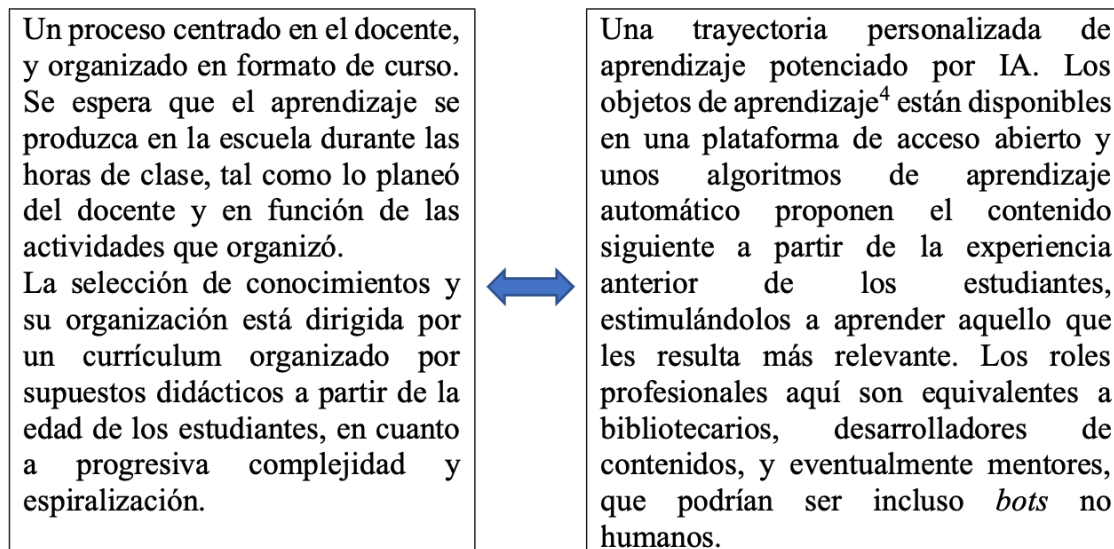 Un proceso centrado en el docente,
y organizado en formato de curso.
Se espera que el aprendizaje se
produzca en la escuela durante las
horas de clase, tal como lo planeó
del docente y en función de las
actividades que organizó.
La selección de conocimientos y
su organización está dirigida por
un currículum organizado por
supuestos didácticos a partir de la
edad de los estudiantes, en cuanto
a progresiva complejidad y
espiralización.
Una trayectoria personalizada de
aprendizaje potenciado por IA. Los
objetos de aprendizaje⁴ están disponibles
en una plataforma de acceso abierto y
unos algoritmos de aprendizaje
automático proponen el contenido
siguiente a partir de la experiencia
anterior de los estudiantes,
estimulándolos a aprender aquello que
les resulta más relevante. Los roles
profesionales aquí son equivalentes a
bibliotecarios, desarrolladores de
contenidos, y eventualmente mentores,
que podrían ser incluso bots no
humanos.